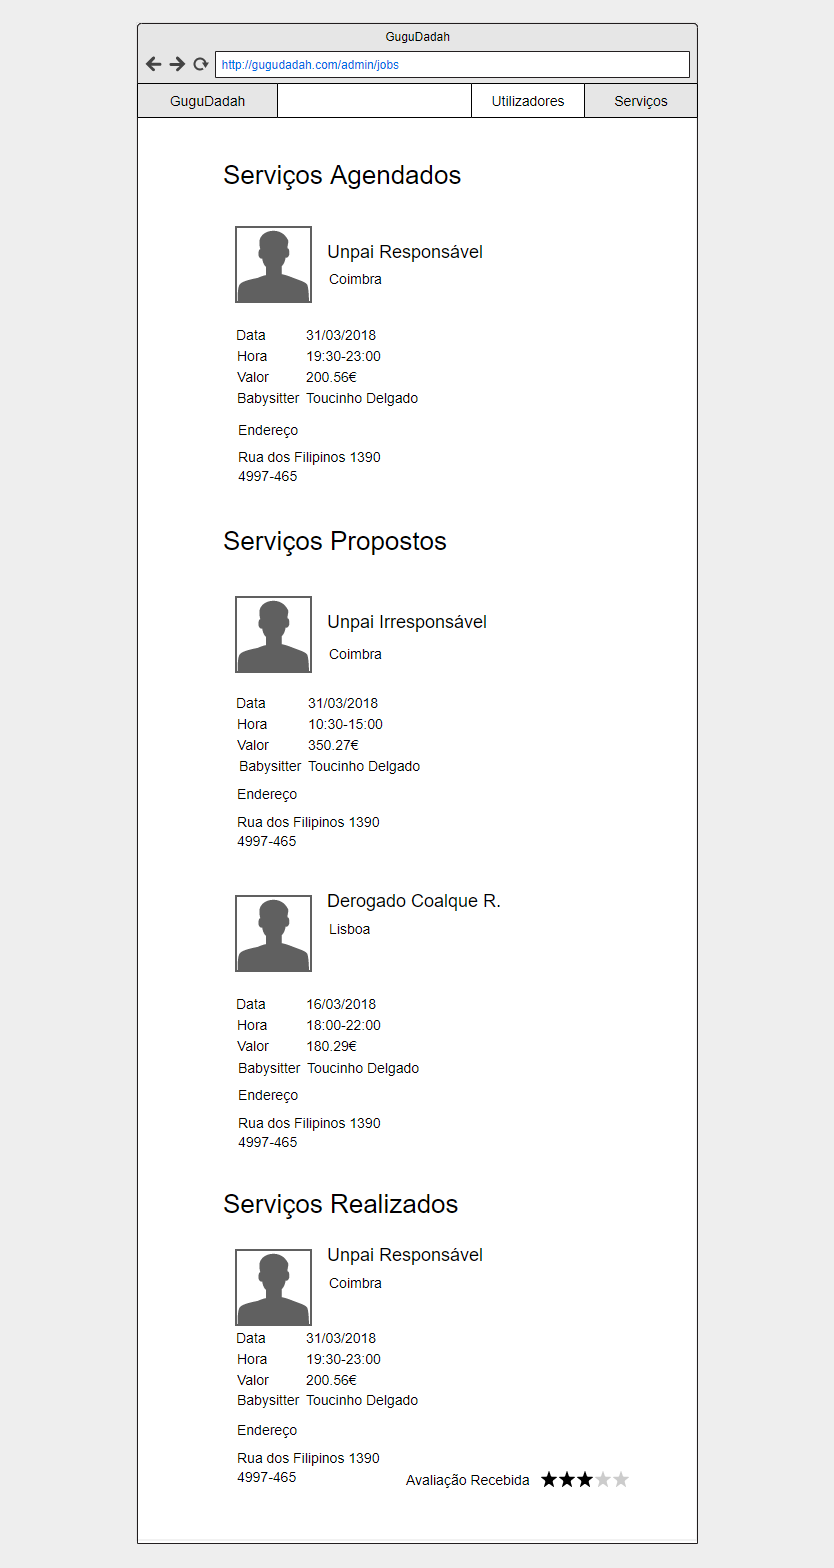 GuguDadah
http://gugudadah.com/admin/jobs
GuguDadah Utilizadores Serviços
Serviços Agendados
Unpai Responsável
Coimbra
Data 31/03/2018
Hora 19:30-23:00
Valor 200.56€
Babysitter Toucinho Delgado
Endereço
Rua dos Filipinos 1390
4997-465
Serviços Propostos
Unpai Irresponsável
Coimbra
Data 31/03/2018
Hora 10:30-15:00
Valor 350.27€
Babysitter Toucinho Delgado
Endereço
Rua dos Filipinos 1390
4997-465
Derogado Coalque R.
Lisboa
Data 16/03/2018
Hora 18:00-22:00
Valor 180.29€
Babysitter Toucinho Delgado
Endereço
Rua dos Filipinos 1390
4997-465
Serviços Realizados
Unpai Responsável
Coimbra
Data 31/03/2018
Hora 19:30-23:00
Valor 200.56€
Babysitter Toucinho Delgado
Endereço
Rua dos Filipinos 1390
4997-465
Avaliação Recebida